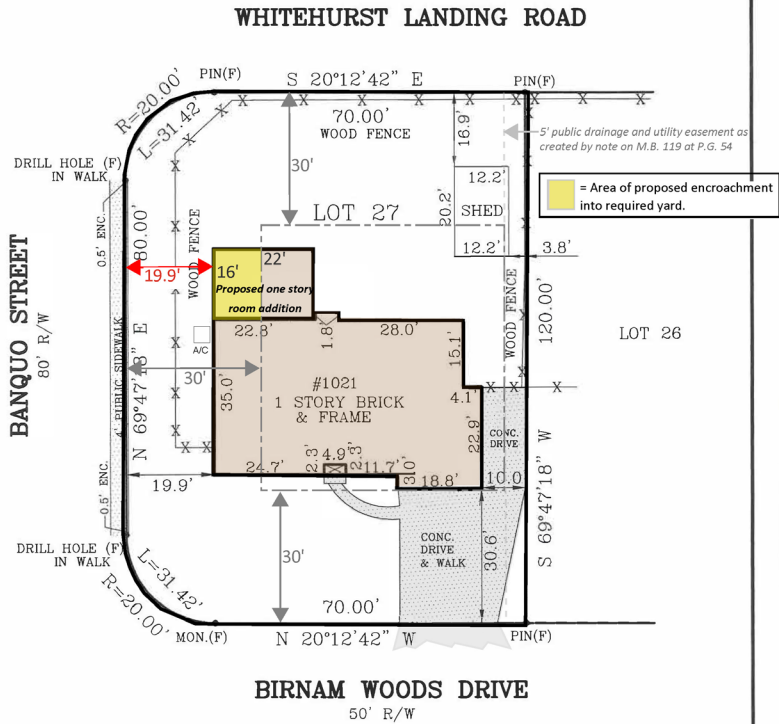 WHITEHURST LANDING ROAD
PIN(F)
S 20°12'42" E
PIN(F)
R=20.00'
L=31.42'
70.00'
WOOD FENCE
16.9'
5' public drainage and utility easement as
created by note on M.B. 119 at P.G. 54
DRILL HOLE (F)
IN WALK
30'
12.2'
= Area of proposed encroachment
into required yard.
0.5' ENC.
80.00'
WOOD FENCE
LOT 27
20.2'
SHED
12.2'
3.8'
19.9'
16'
22'
Proposed one story
room addition
BANQUO STREET
80' R/W
4' PUBLIC SIDEWALK
N 69°47'18" E
A/C
22.8'
1.8'
28.0'
15.1'
WOOD FENCE
120.00'
LOT 26
30'
35.0'
#1021
1 STORY BRICK
& FRAME
4.1'
22.9'
CONC.
DRIVE
24.7'
2.3'
4.9'
2.3'
11.7'
3.0'
18.8'
10.0
19.9'
0.5' ENC.
S 69°47'18" W
30'
CONC.
DRIVE
& WALK
30.6'
DRILL HOLE (F)
IN WALK
L=31.42'
R=20.00'
70.00'
MON.(F)
N 20°12'42" W
PIN(F)
BIRNAM WOODS DRIVE
50' R/W